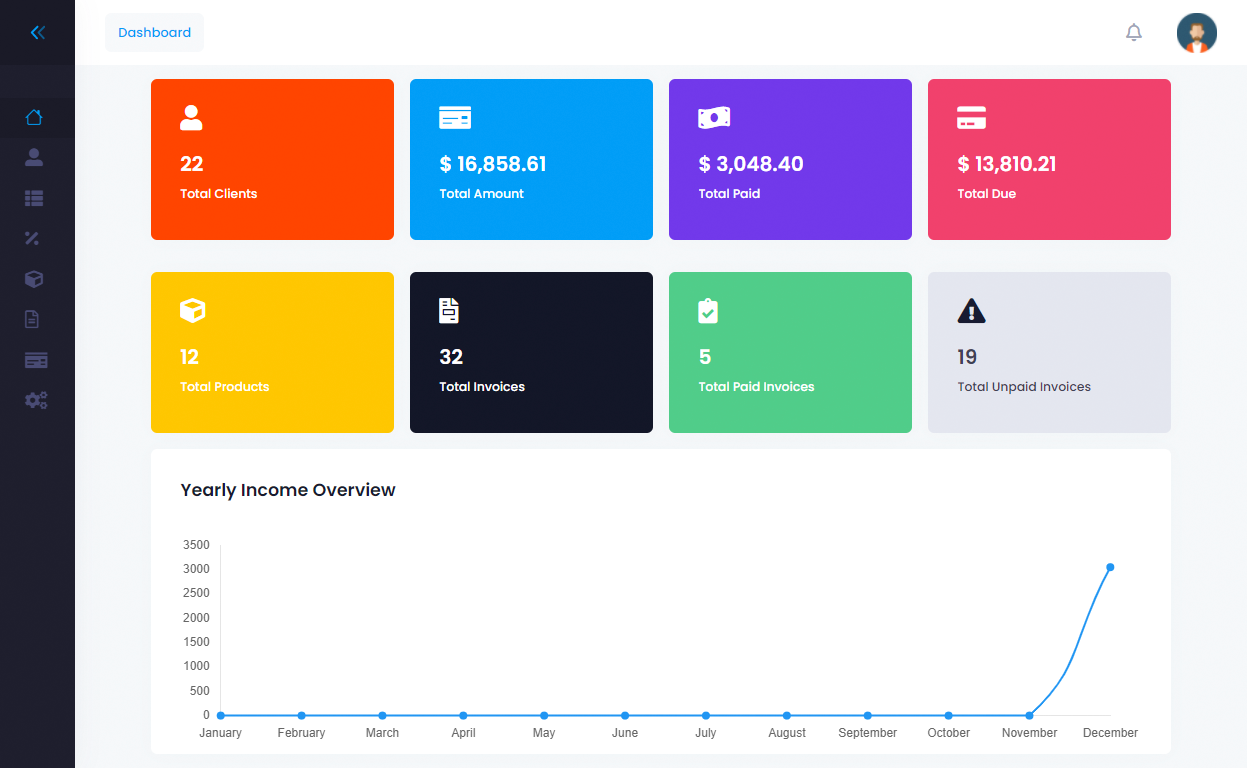 Dashboard
22
Total Clients
$ 16,858.61
Total Amount
$ 3,048.40
Total Paid
$ 13,810.21
Total Due
12
Total Products
32
Total Invoices
5
Total Paid Invoices
19
Total Unpaid Invoices
Yearly Income Overview
3500
3000
2500
2000
1500
1000
500
0
January February March April May June July August September October November December